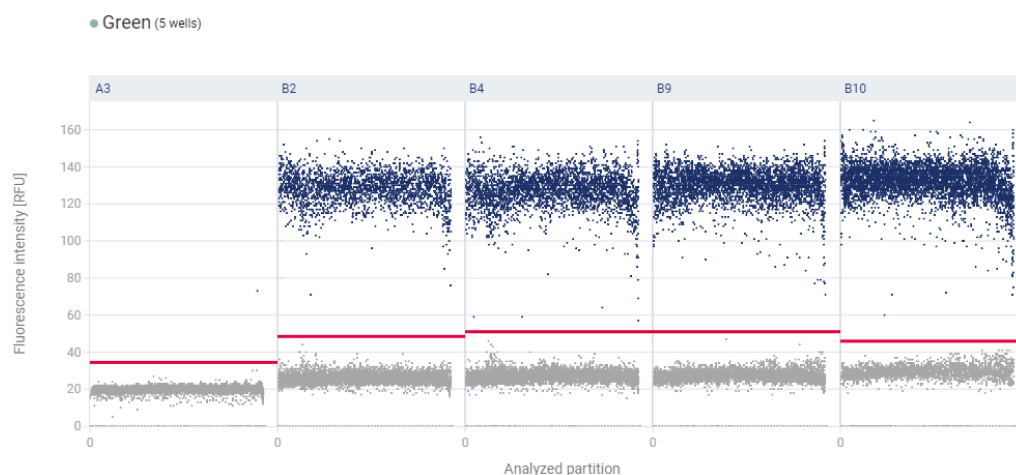 Green (5 wells)
A3 B2 B4 B9 B10
Fluorescence intensity [RFU]
160
140
120
100
80
60
40
20
0
0 0 0 0 0
Analyzed partition